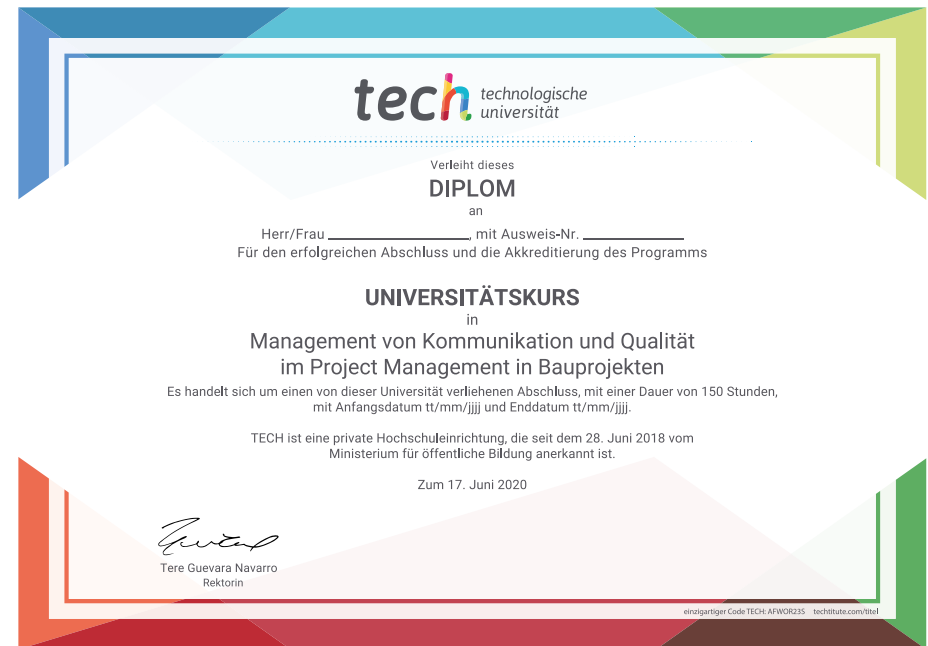 tech technologische
universität
Verleiht dieses
DIPLOM
an
Herr/Frau ____________________, mit Ausweis-Nr. ______________
Für den erfolgreichen Abschluss und die Akkreditierung des Programms
UNIVERSITÄTSKURS
in
Management von Kommunikation und Qualität
im Project Management in Bauprojekten
Es handelt sich um einen von dieser Universität verliehenen Abschluss, mit einer Dauer von 150 Stunden,
mit Anfangsdatum tt/mm/jjjj und Enddatum tt/mm/jjjj.
TECH ist eine private Hochschuleinrichtung, die seit dem 28. Juni 2018 vom
Ministerium für öffentliche Bildung anerkannt ist.
Zum 17. Juni 2020
Tere Guevara Navarro
Rektorin
einzigartiger Code TECH: AFWOR23S techtitute.com/titel